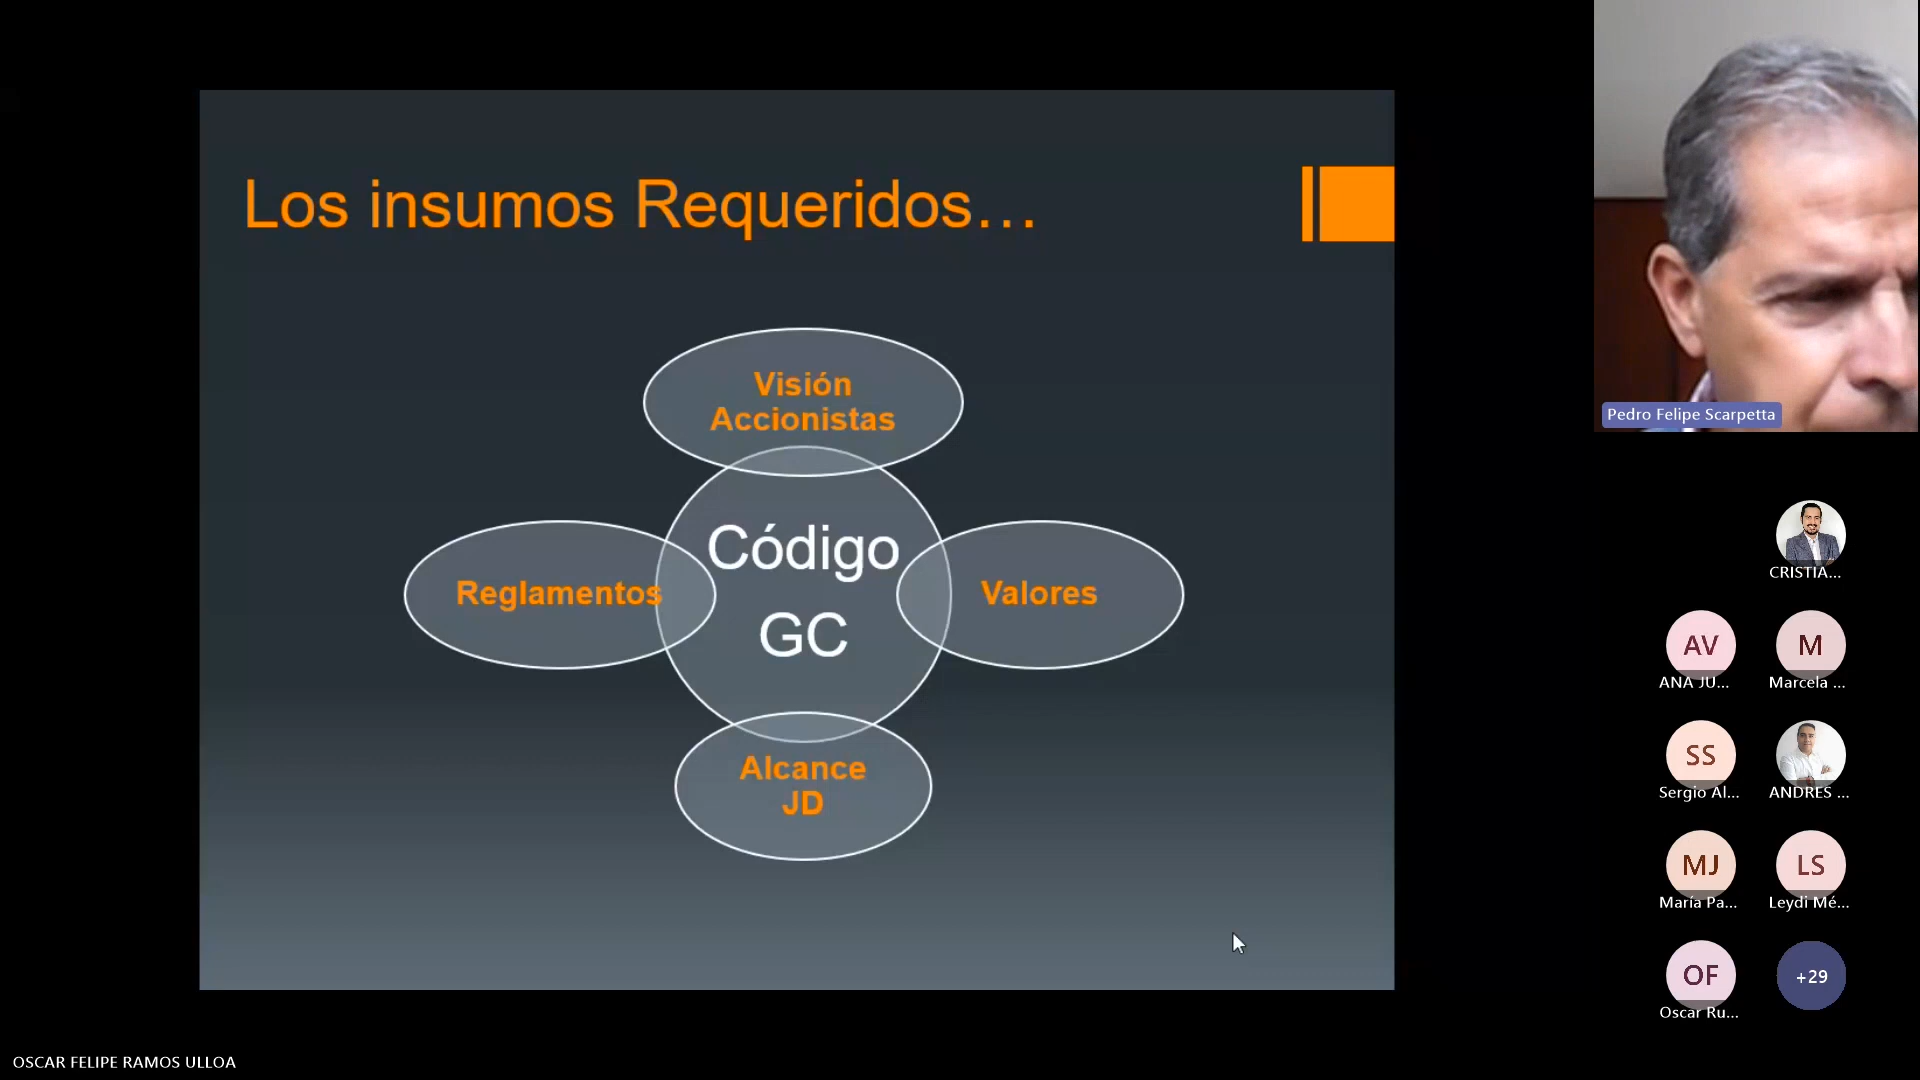 Los insumos Requeridos...
Visión
Accionistas
Código
GC
Reglamentos
Valores
Alcance
JD
Pedro Felipe Scarpetta
CRISTIA...
AV
ANA JU...
M
Marcela ...
SS
Sergio Al...
ANDRES ...
MJ
María Pa...
LS
Leydi Mé...
OF
Oscar Ru...
+29
OSCAR FELIPE RAMOS ULLOA